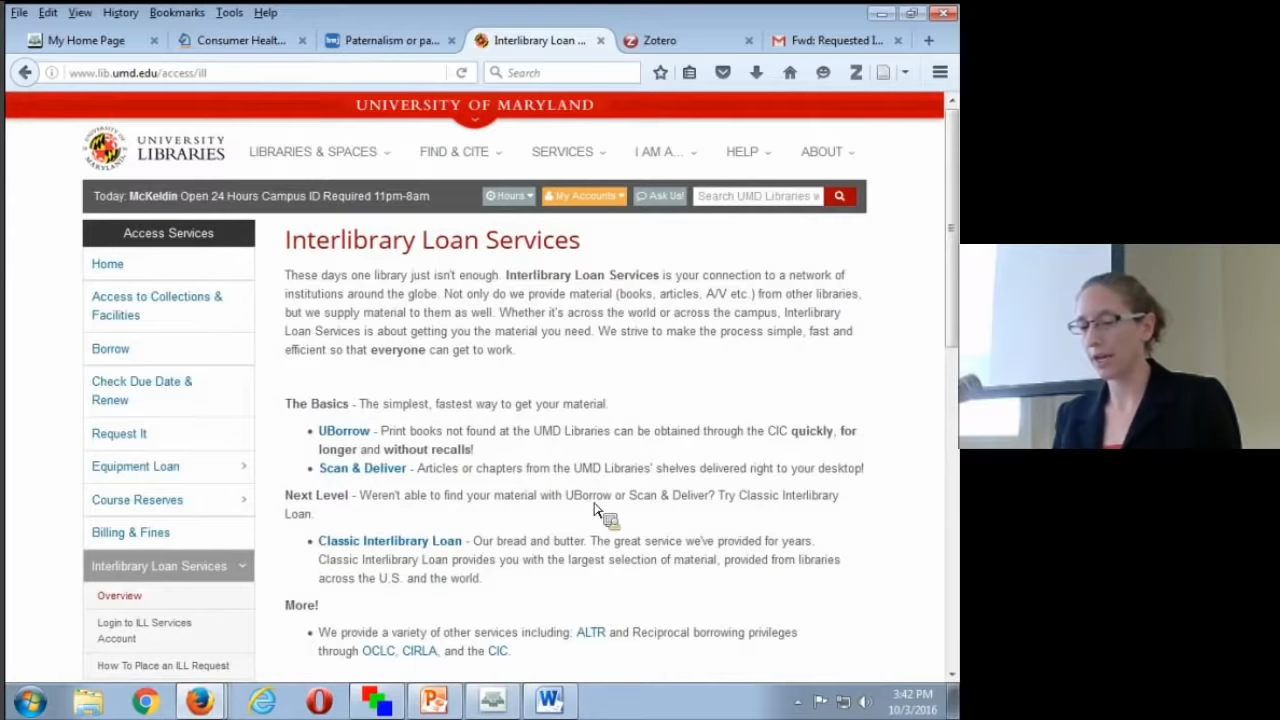 File Edit View History Bookmarks Tools Help
My Home Page
Consumer Healt...
Paternalism or pa...
Interlibrary Loan ...
Zotero
Fwd: Requested I...
www.lib.umd.edu/access/ill
Search
UNIVERSITY OF MARYLAND
UNIVERSITY
LIBRARIES
LIBRARIES & SPACES
FIND & CITE
SERVICES
I AM A...
HELP
ABOUT
Today: McKeldin Open 24 Hours Campus ID Required 11pm-8am
Hours
My Accounts
Ask Us!
Search UMD Libraries w
Access Services
Home
Access to Collections &
Facilities
Borrow
Check Due Date &
Renew
Request It
Equipment Loan
Course Reserves
Billing & Fines
Interlibrary Loan Services
Overview
Login to ILL Services
Account
How To Place an ILL Request
Interlibrary Loan Services
These days one library just isn't enough. Interlibrary Loan Services is your connection to a network of
institutions around the globe. Not only do we provide material (books, articles, A/V etc.) from other libraries,
but we supply material to them as well. Whether it's across the world or across the campus, Interlibrary
Loan Services is about getting you the material you need. We strive to make the process simple, fast and
efficient so that everyone can get to work.
The Basics - The simplest, fastest way to get your material.
• UBorrow - Print books not found at the UMD Libraries can be obtained through the CIC quickly, for
longer and without recalls!
• Scan & Deliver - Articles or chapters from the UMD Libraries' shelves delivered right to your desktop!
Next Level - Weren't able to find your material with UBorrow or Scan & Deliver? Try Classic Interlibrary
Loan.
• Classic Interlibrary Loan - Our bread and butter. The great service we've provided for years.
Classic Interlibrary Loan provides you with the largest selection of material, provided from libraries
across the U.S. and the world.
More!
• We provide a variety of other services including: ALTR and Reciprocal borrowing privileges
through OCLC, CIRLA, and the CIC.
3:42 PM
10/3/2016